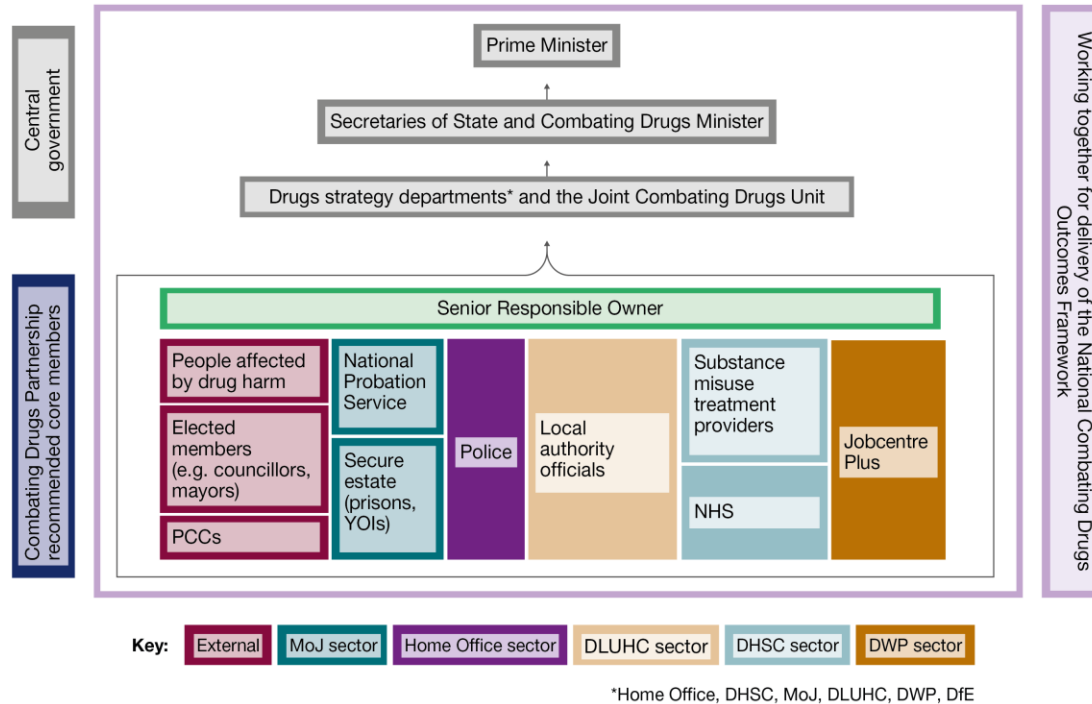 Central
government
Prime Minister
Secretaries of State and Combating Drugs Minister
Drugs strategy departments* and the Joint Combating Drugs Unit
Combating Drugs Partnership
recommended core members
Senior Responsible Owner
People affected
by drug harm
Elected
members
(e.g. councillors,
mayors)
PCCs
National
Probation
Service
Secure
estate
(prisons,
YOIs)
Police
Local
authority
officials
Substance
misuse
treatment
providers
NHS
Jobcentre
Plus
Working together for delivery of the National Combating Drugs
Outcomes Framework
Key:
External
MoJ sector
Home Office sector
DLUHC sector
DHSC sector
DWP sector
*Home Office, DHSC, MoJ, DLUHC, DWP, DfE